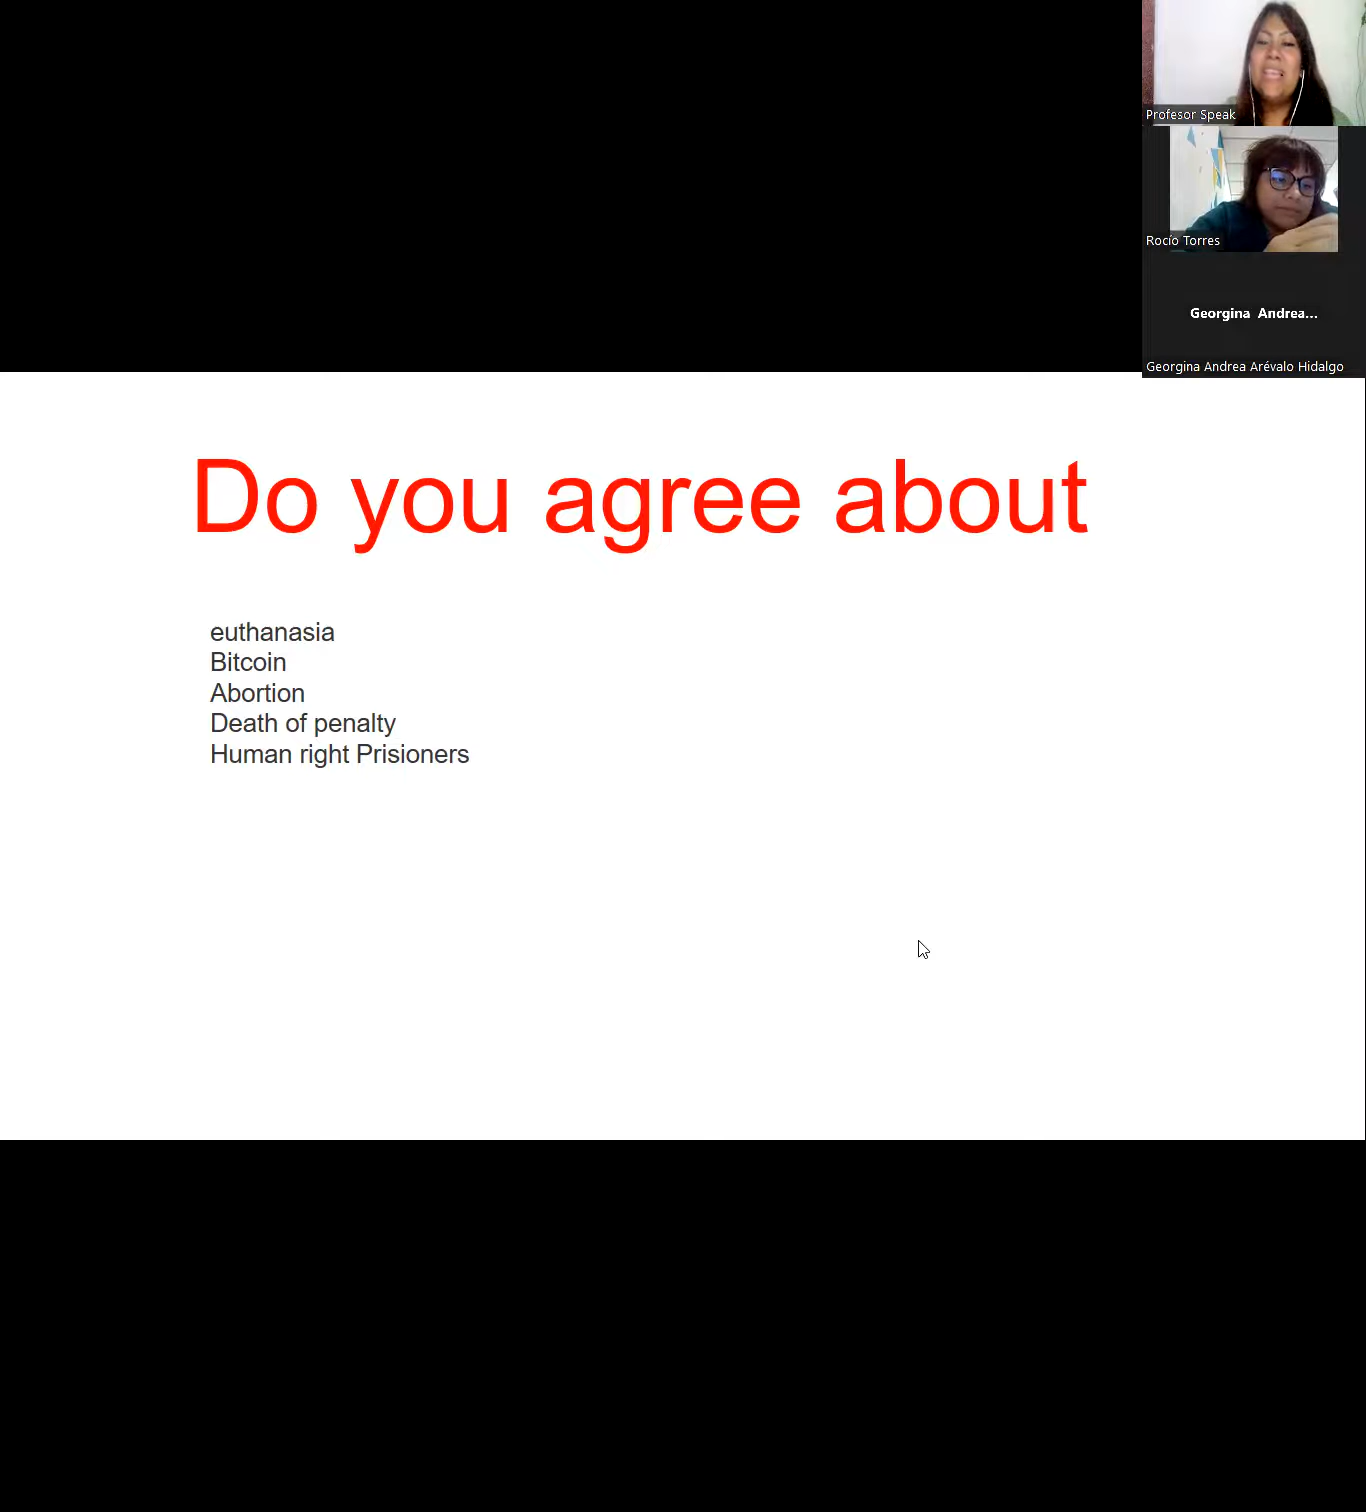 Profesor Speak
Rocío Torres
Georgina Andrea...
Georgina Andrea Arévalo Hidalgo
Do you agree about
euthanasia
Bitcoin
Abortion
Death of penalty
Human right Prisioners